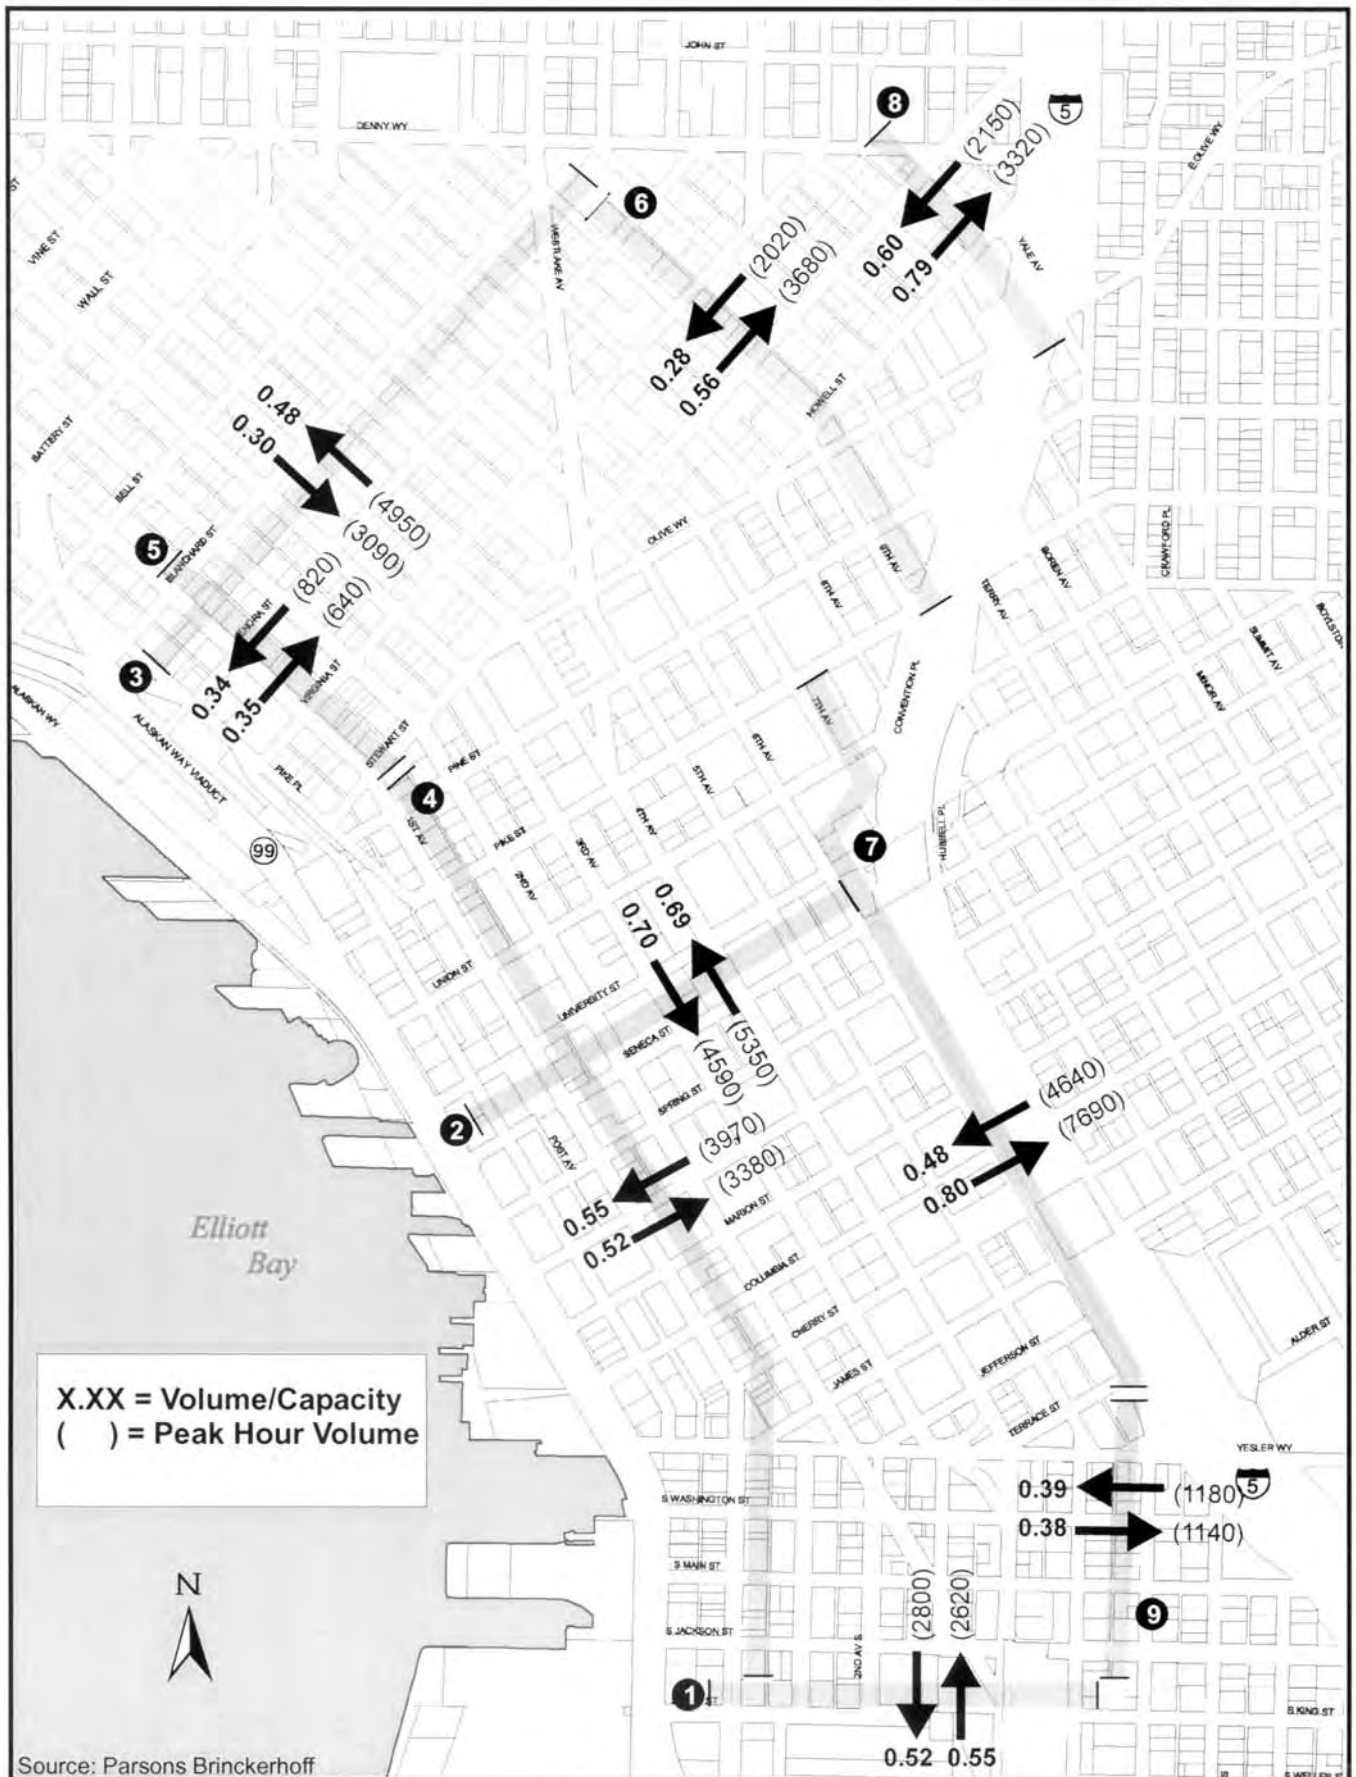 JOHN ST
8
5
(2150)
(3320)
DENNY WY
E OLIVE WY
6
0.60
0.79
YALE AV
VINE ST
WESTLAKE AV
(2020)
(3680)
WALL ST
0.28
0.56
HOWELL ST
0.48
0.30
BATTERY ST
BELL ST
(4950)
(3090)
OLIVE WY
5
BLANCHARD ST
(820)
(640)
9TH AV
8TH AV
TERRY AV
BOREN AV
CRAWFORD PL
SUMMIT AV
MINOR AV
3
VIRGINIA ST
0.34
0.35
ALASKAN WY
ALASKAN WAY VIADUCT
PIKE PL
STEWART ST
PINE ST
7TH AV
6TH AV
5TH AV
4TH AV
3RD AV
2ND AV
1ST AV
CONVENTION PL
HUBBELL PL
4
PIKE ST
99
7
0.69
0.70
UNION ST
UNIVERSITY ST
SENECA ST
(5350)
(4590)
SPRING ST
2
POST AV
(3970)
(3380)
(4640)
(7690)
0.48
0.80
0.55
0.52
MARION ST
Elliott
Bay
COLUMBIA ST
CHERRY ST
JAMES ST
JEFFERSON ST
TERRACE ST
ALDER ST
X.XX = Volume/Capacity
( ) = Peak Hour Volume
YESLER WY
5
0.39
(1180)
0.38
(1140)
S WASHINGTON ST
S MAIN ST
N
(2800)
(2620)
9
S JACKSON ST
2ND AV S
1
ST
S KING ST
0.52
0.55
Source: Parsons Brinckerhoff